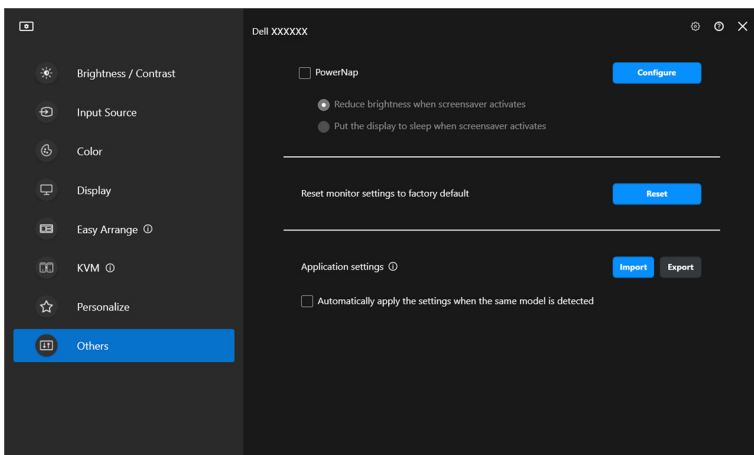 Dell XXXXXX
Brightness / Contrast
Input Source
Color
Display
Easy Arrange
KVM
Personalize
Others
PowerNap
Configure
Reduce brightness when screensaver activates
Put the display to sleep when screensaver activates
Reset monitor settings to factory default
Reset
Application settings
Import
Export
Automatically apply the settings when the same model is detected